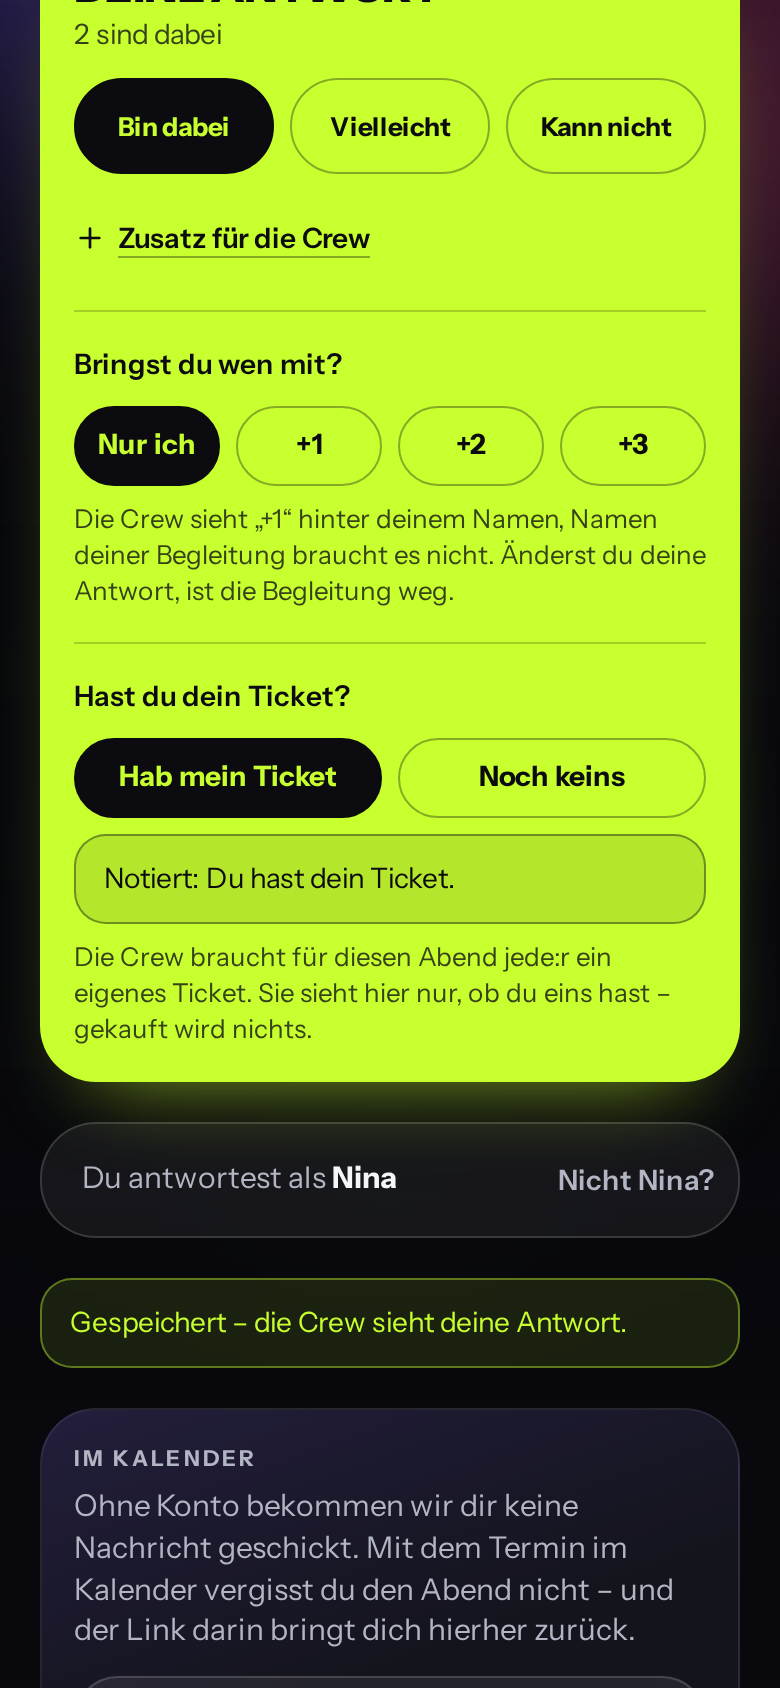 DEINE ANTWORT
2 sind dabei
Bin dabei
Vielleicht
Kann nicht
+ Zusatz für die Crew
Bringst du wen mit?
Nur ich
+1
+2
+3
Die Crew sieht „+1“ hinter deinem Namen, Namen
deiner Begleitung braucht es nicht. Änderst du deine
Antwort, ist die Begleitung weg.
Hast du dein Ticket?
Hab mein Ticket
Noch keins
Notiert: Du hast dein Ticket.
Die Crew braucht für diesen Abend jede:r ein
eigenes Ticket. Sie sieht hier nur, ob du eins hast –
gekauft wird nichts.
Du antwortest als Nina
Nicht Nina?
Gespeichert – die Crew sieht deine Antwort.
IM KALENDER
Ohne Konto bekommen wir dir keine
Nachricht geschickt. Mit dem Termin im
Kalender vergisst du den Abend nicht – und
der Link darin bringt dich hierher zurück.